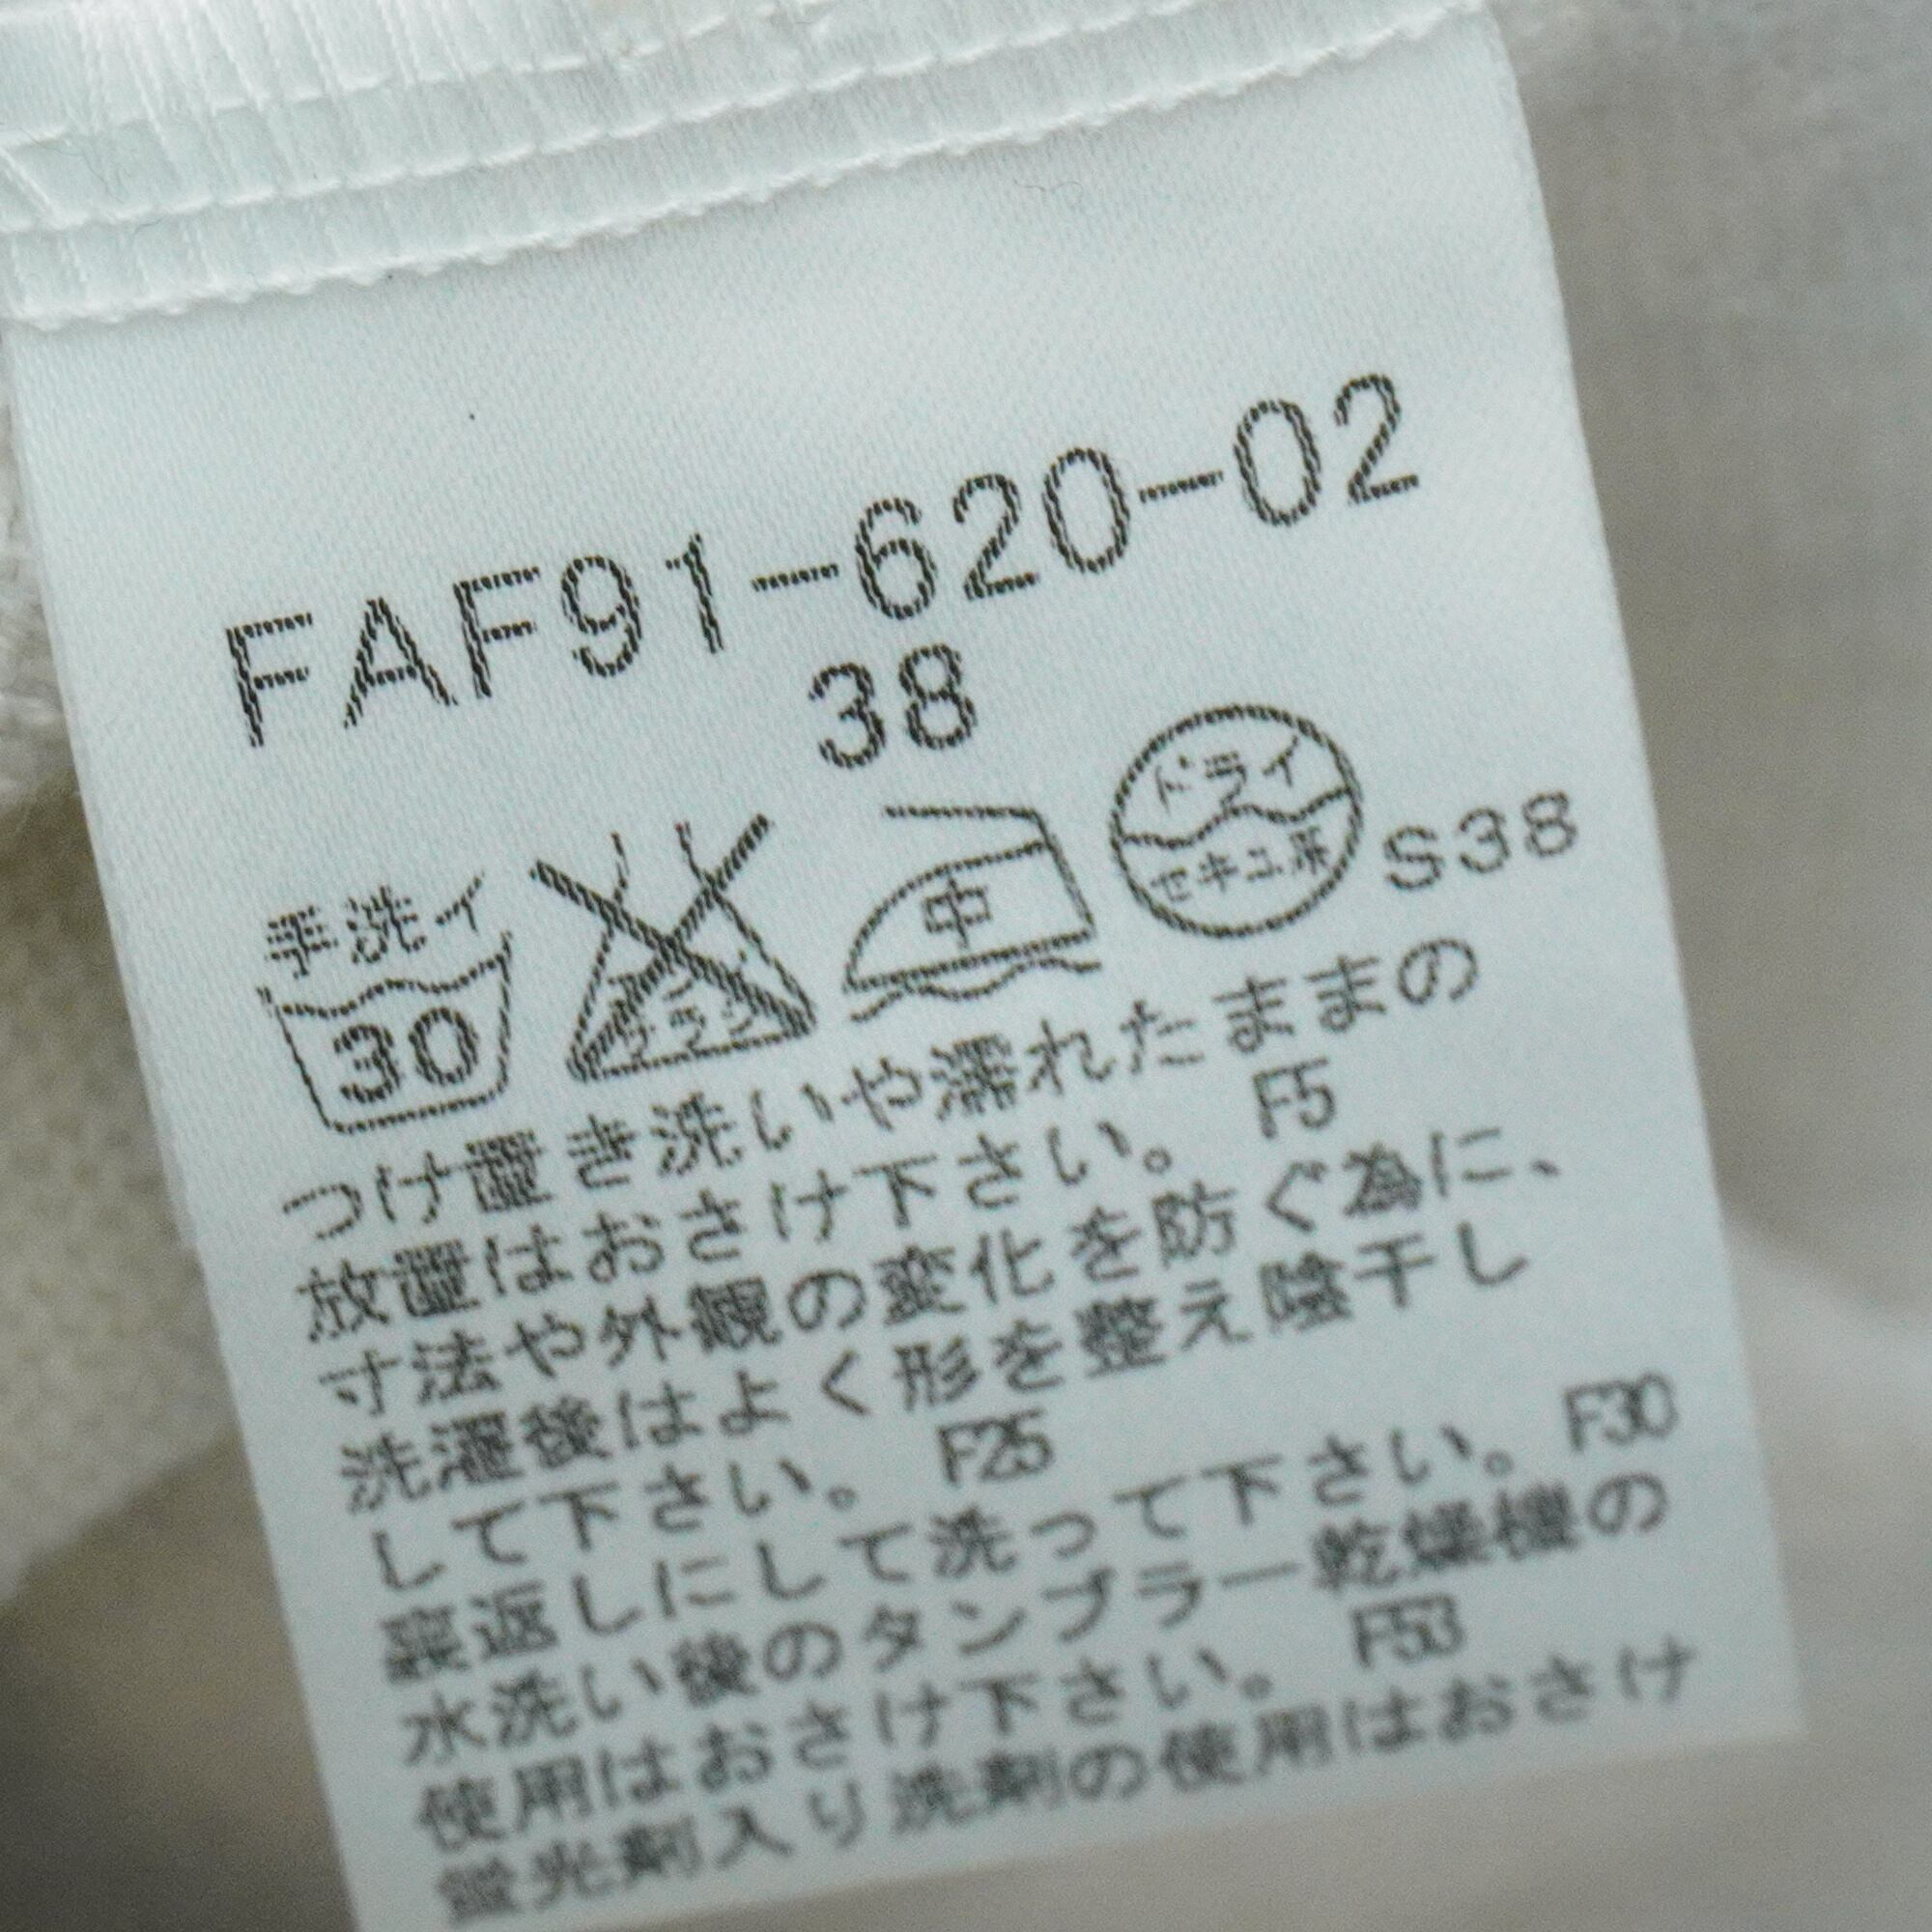 FAF91-620-02
38
手洗イ
30
エンソ
サラシ
中
ドライ
セキユ系
S38
つけ置き洗いや濡れたままの
放置はおさけ下さい。 F5
寸法や外観の変化を防ぐ為に、
洗濯後はよく形を整え陰干し
して下さい。 F25
裏返しにして洗って下さい。 F30
水洗い後のタンブラー乾燥機の
使用はおさけ下さい。 F53
蛍光剤入り洗剤の使用はおさけ